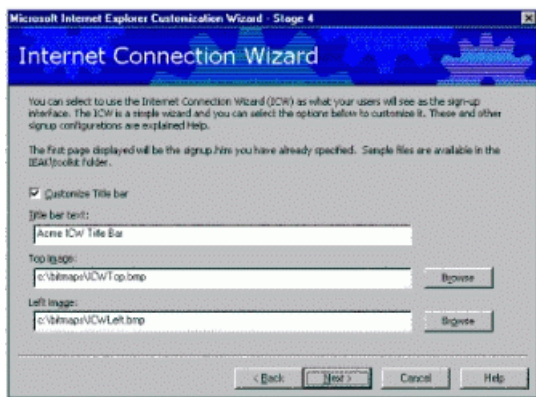 Microsoft Internet Explorer Customization Wizard - Stage 4
Internet Connection Wizard
You can select to use the Internet Connection Wizard (ICW) as what your users will see as the sign-up
interface. The ICW is a simple wizard and you can select the options below to customize it. These and other
signup configurations are explained Help.
The first page displayed will be the signup.htm you have already specified. Sample files are available in the
IEAK\toolkit folder.
Customize Title bar
Title bar text:
Acme ICW Title Bar
Top Image:
c:\bitmaps\ICWTop.bmp
Browse
Left Image:
c:\bitmaps\ICWLeft.bmp
Browse
< Back
Next >
Cancel
Help